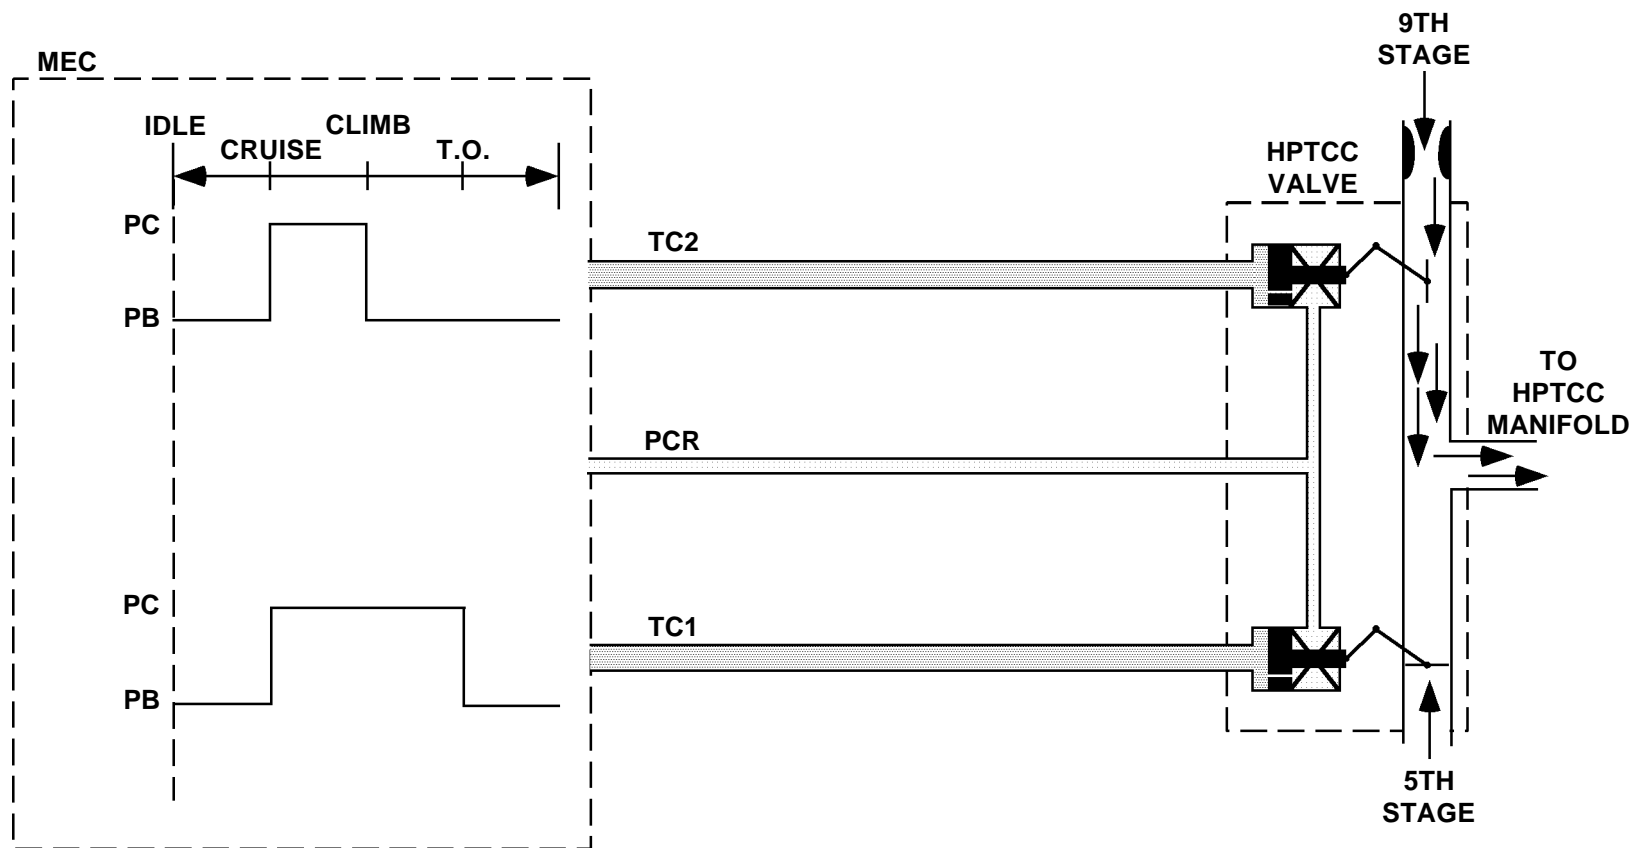 MEC
IDLE
CRUISE
CLIMB
T.O.
PC
PB
PC
PB
TC2
PCR
TC1
HPTCC
VALVE
9TH
STAGE
TO
HPTCC
MANIFOLD
5TH
STAGE